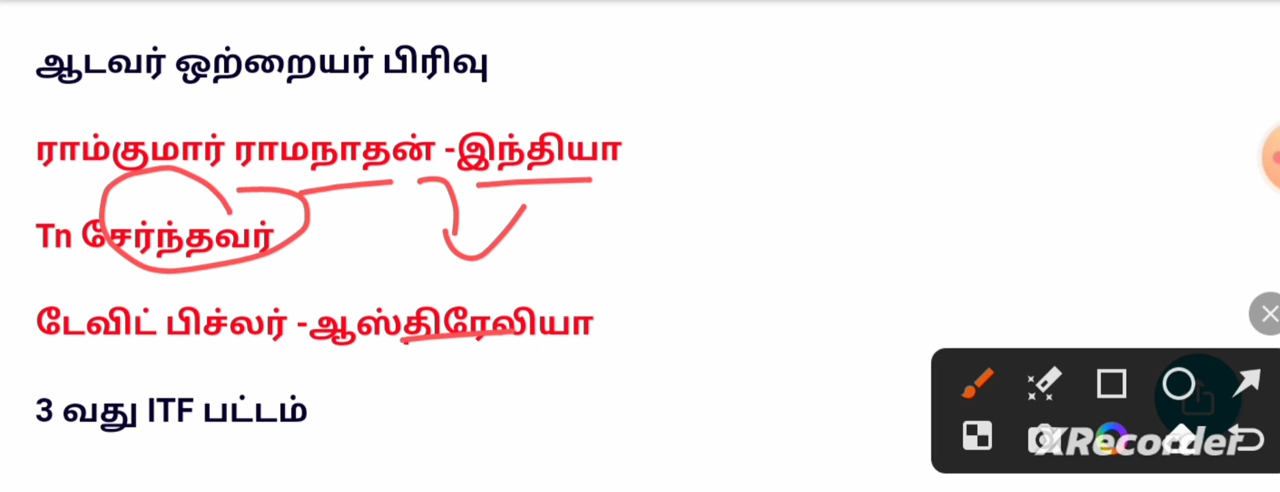 ஆடவர் ஒற்றையர் பிரிவு
ராம்குமார் ராமநாதன் -இந்தியா
Tn சேர்ந்தவர்
டேவிட் பிச்லர் -ஆஸ்திரேலியா
3 வது ITF பட்டம்
XRecorder